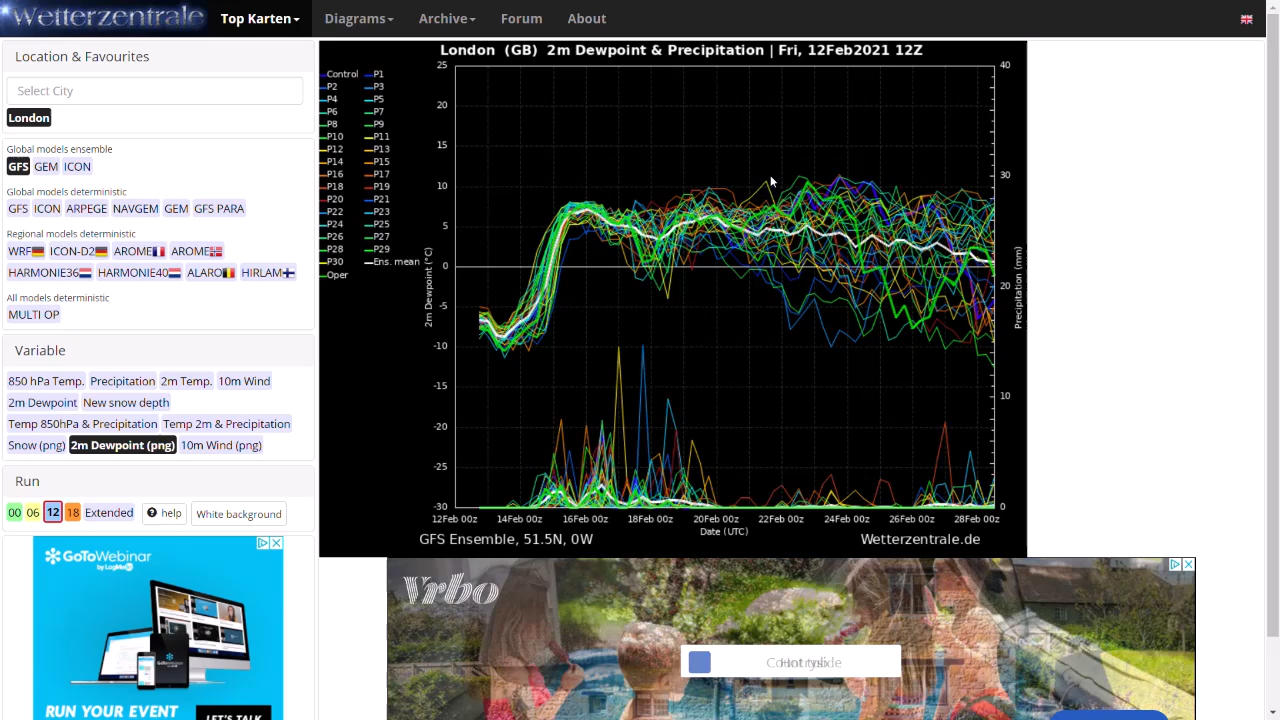 Wetterzentrale
Top Karten
Diagrams
Archive
Forum
About
Location & Favourites
Select City
London
Global models ensemble
GFS GEM ICON
Global models deterministic
GFS ICON ARPEGE NAVGEM GEM GFS PARA
Regional models deterministic
WRF ICON-D2 AROME AROME
HARMONIE36 HARMONIE40 ALARO HIRLAM
All models deterministic
MULTI OP
Variable
850 hPa Temp. Precipitation 2m Temp. 10m Wind
2m Dewpoint New snow depth
Temp 850hPa & Precipitation Temp 2m & Precipitation
Snow (png) 2m Dewpoint (png) 10m Wind (png)
Run
00 06 12 18 Extended help White background
GoToWebinar
by LogMeIn
RUN YOUR EVENT
LET'S TALK
London (GB) 2m Dewpoint & Precipitation | Fri, 12Feb2021 12Z
Control P1
P2 P3
P4 P5
P6 P7
P8 P9
P10 P11
P12 P13
P14 P15
P16 P17
P18 P19
P20 P21
P22 P23
P24 P25
P26 P27
P28 P29
P30 Ens. mean
Oper
2m Dewpoint (°C)
25
20
15
10
5
0
-5
-10
-15
-20
-25
-30
40
30
20
10
0
Precipitation (mm)
12Feb 00z 14Feb 00z 16Feb 00z 18Feb 00z 20Feb 00z 22Feb 00z 24Feb 00z 26Feb 00z 28Feb 00z
Date (UTC)
GFS Ensemble, 51.5N, 0W
Wetterzentrale.de
Vrbo